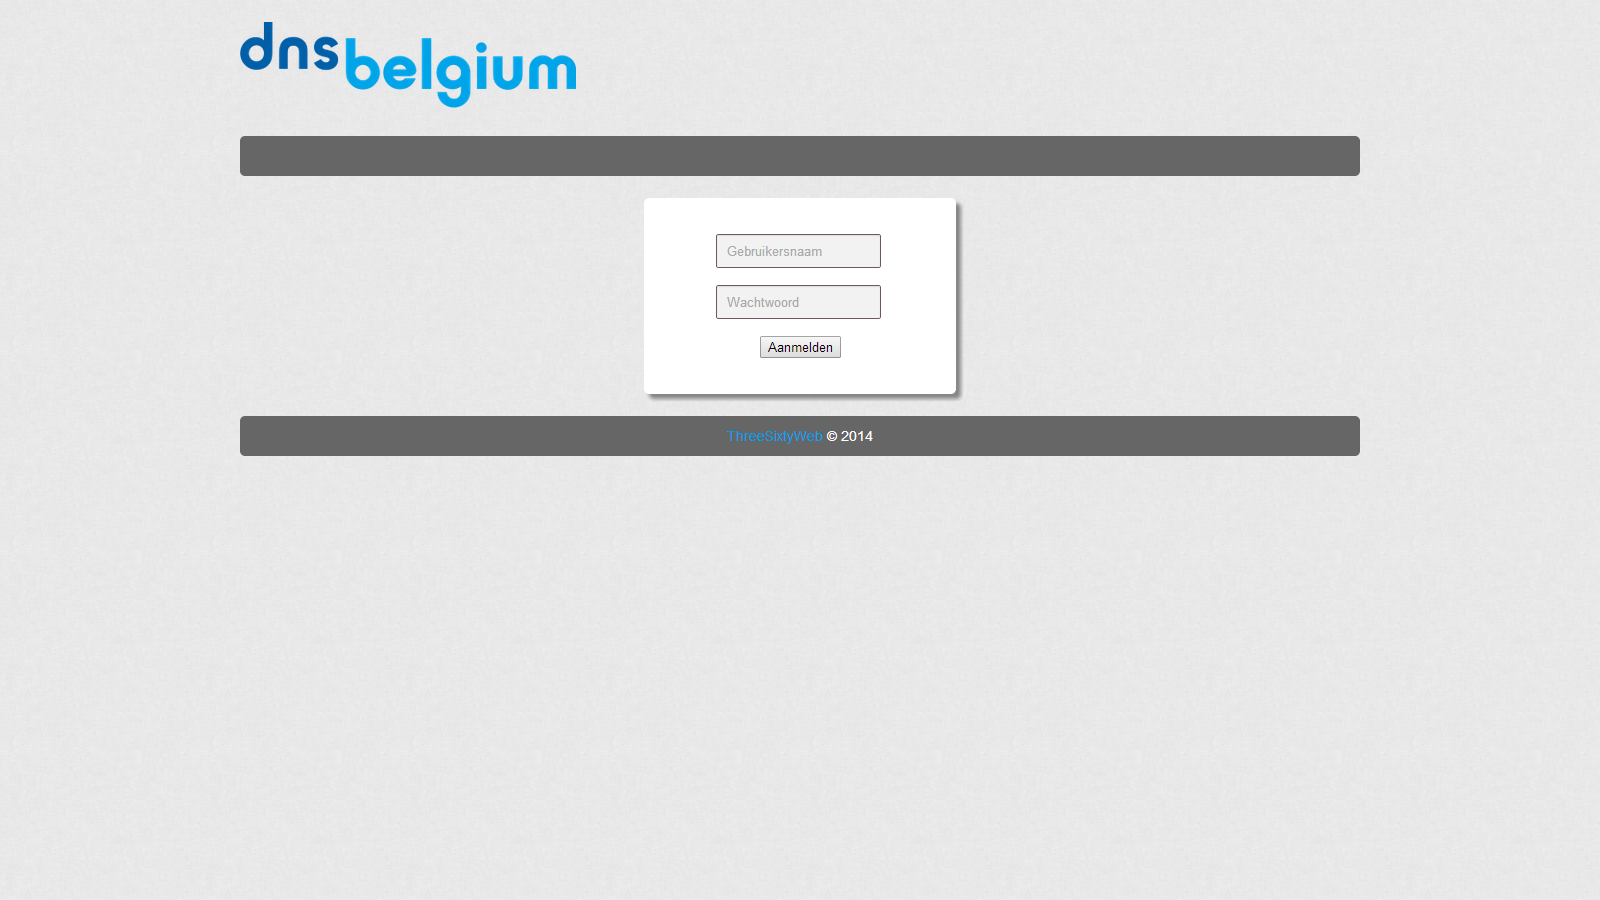 dnsbelgium
Gebruikersnaam
Wachtwoord
Aanmelden
ThreeSixtyWeb © 2014